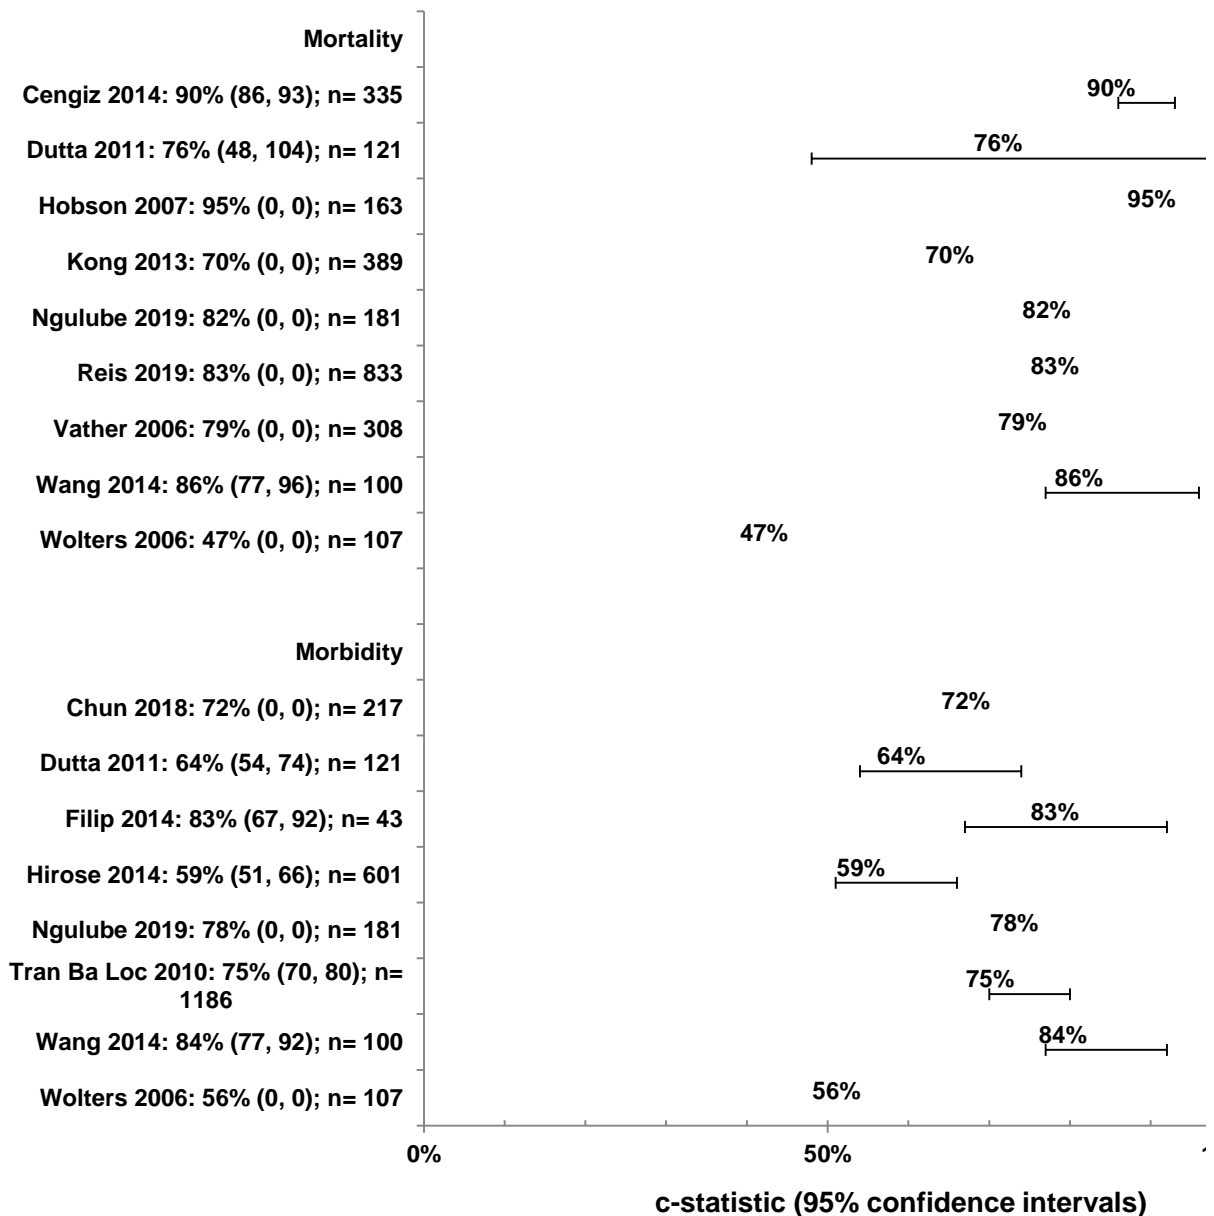 Mortality
Cengiz 2014: 90% (86, 93); n= 335
90%
Dutta 2011: 76% (48, 104); n= 121
76%
Hobson 2007: 95% (0, 0); n= 163
95%
Kong 2013: 70% (0, 0); n= 389
70%
Ngulube 2019: 82% (0, 0); n= 181
82%
Reis 2019: 83% (0, 0); n= 833
83%
Vather 2006: 79% (0, 0); n= 308
79%
Wang 2014: 86% (77, 96); n= 100
86%
Wolters 2006: 47% (0, 0); n= 107
47%
Morbidity
Chun 2018: 72% (0, 0); n= 217
72%
Dutta 2011: 64% (54, 74); n= 121
64%
Filip 2014: 83% (67, 92); n= 43
83%
Hirose 2014: 59% (51, 66); n= 601
59%
Ngulube 2019: 78% (0, 0); n= 181
78%
Tran Ba Loc 2010: 75% (70, 80); n=
1186
75%
Wang 2014: 84% (77, 92); n= 100
84%
Wolters 2006: 56% (0, 0); n= 107
56%
0%
50%
c-statistic (95% confidence intervals)